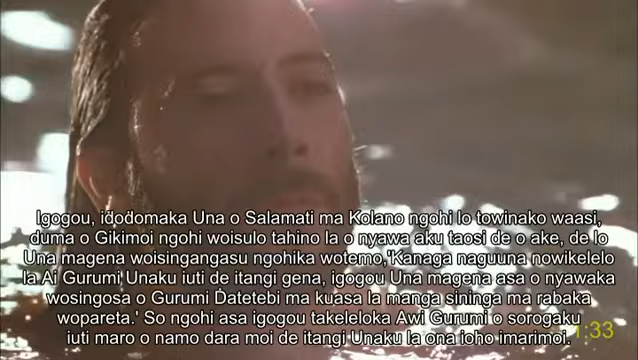 Igogou, idodomaka Una o Salamati ma Kolano ngohi lo towinako waasi,
duma o Gikimoi ngohi woisulo tahino la o nyawa aku taosi de o ake, de lo
Una magena woisingangasu ngohika wotemo,'Kanaga naguuna nowikelelo
la Ai Gurumi Unaku iuti de itangi gena, igogou Una magena asa o nyawaka
wosingosa o Gurumi Datetebi ma kuasa la manga sininga ma rabaka
wopareta.' So ngohi asa igogou takeleloka Awi Gurumi o sorogaku
iuti maro o namo dara moi de itangi Unaku la ona ioho imarimoi.
1:33